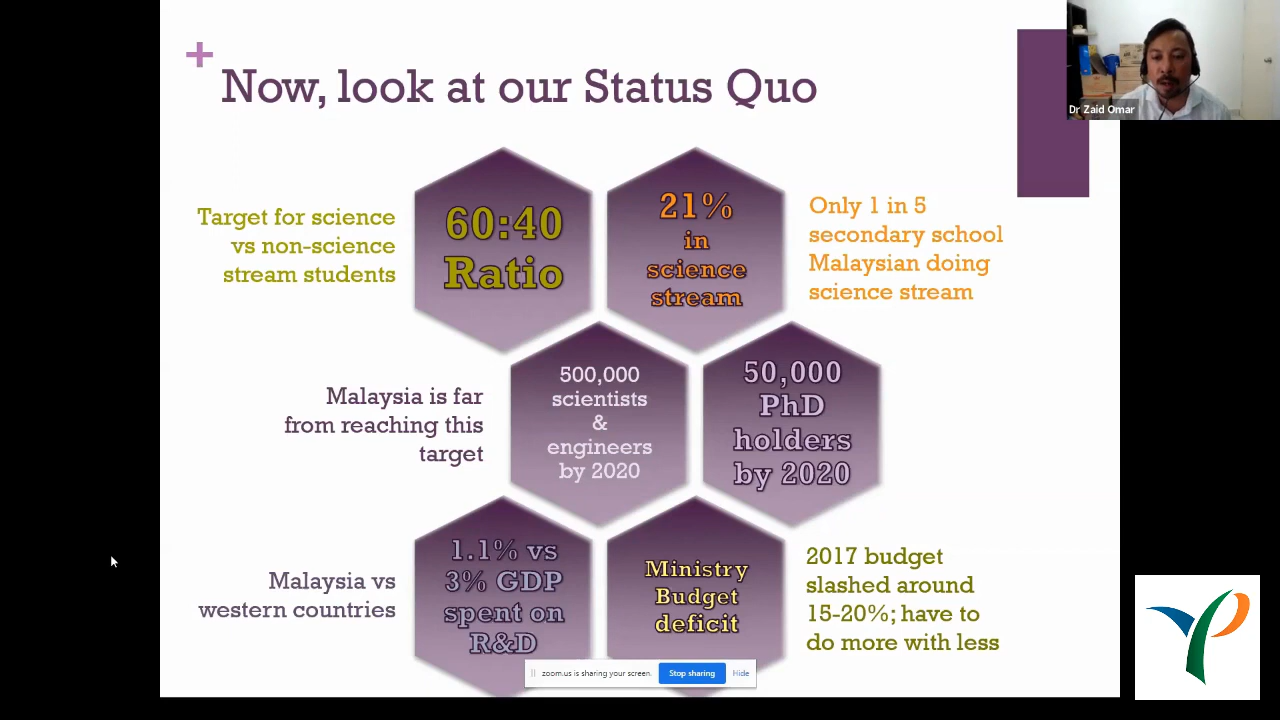 +
Now, look at our Status Quo
Dr Zaid Omar
Target for science
vs non-science
stream students
60:40
Ratio
21%
in
science
stream
Only 1 in 5
secondary school
Malaysian doing
science stream
Malaysia is far
from reaching this
target
500,000
scientists
&
engineers
by 2020
50,000
PhD
holders
by 2020
Malaysia vs
western countries
1.1% vs
3% GDP
spent on
R&D
Ministry
Budget
deficit
2017 budget
slashed around
15-20%; have to
do more with less
zoom.us is sharing your screen. Stop sharing Hide